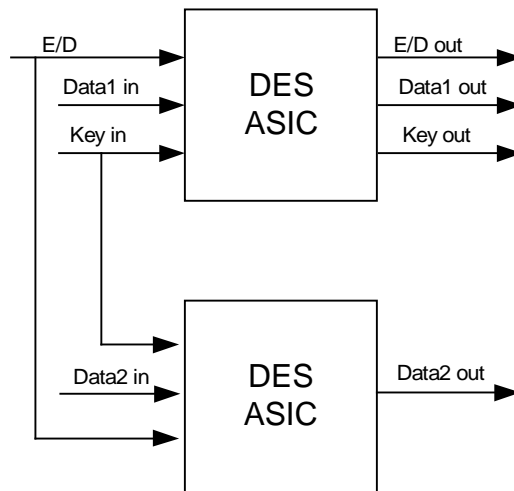 E/D
Data1 in
Key in
DES
ASIC
E/D out
Data1 out
Key out
Data2 in
DES
ASIC
Data2 out